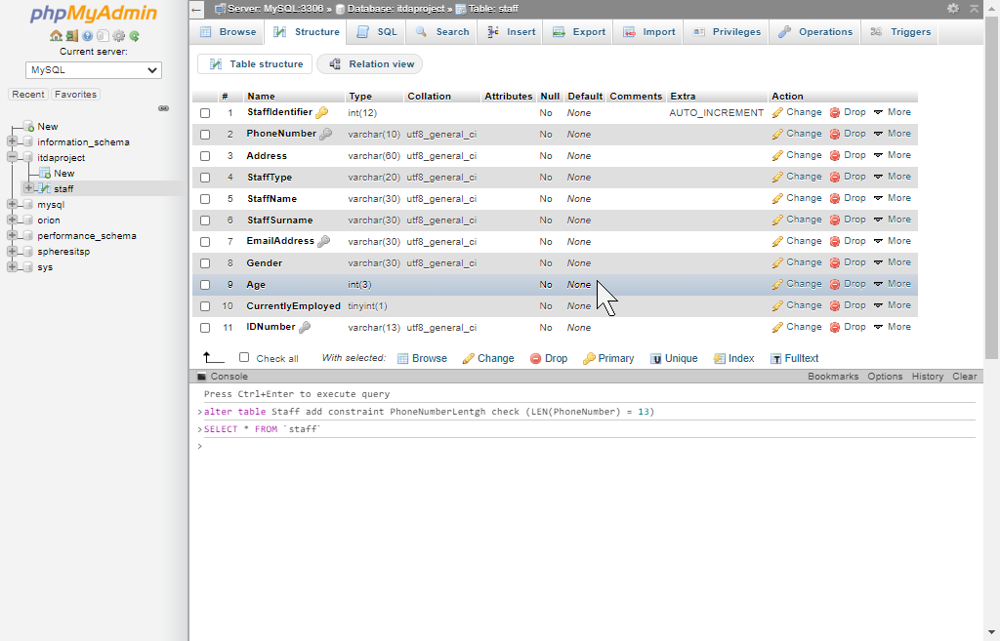 phpMyAdmin
Current server:
MySQL
Recent Favorites
New
information_schema
itdaproject
New
staff
mysql
orion
performance_schema
spheresitsp
sys
← Server: MySQL:3306 » Database: itdaproject » Table: staff
Browse Structure SQL Search Insert Export Import Privileges Operations Triggers
Table structure Relation view
# Name Type Collation Attributes Null Default Comments Extra Action
1 StaffIdentifier int(12) No None AUTO_INCREMENT Change Drop More
2 PhoneNumber varchar(10) utf8_general_ci No None Change Drop More
3 Address varchar(60) utf8_general_ci No None Change Drop More
4 StaffType varchar(20) utf8_general_ci No None Change Drop More
5 StaffName varchar(30) utf8_general_ci No None Change Drop More
6 StaffSurname varchar(30) utf8_general_ci No None Change Drop More
7 EmailAddress varchar(30) utf8_general_ci No None Change Drop More
8 Gender varchar(30) utf8_general_ci No None Change Drop More
9 Age int(3) No None Change Drop More
10 CurrentlyEmployed tinyint(1) No None Change Drop More
11 IDNumber varchar(13) utf8_general_ci No None Change Drop More
Check all With selected: Browse Change Drop Primary Unique Index Fulltext
Console Bookmarks Options History Clear
Press Ctrl+Enter to execute query
>alter table Staff add constraint PhoneNumberLentgh check (LEN(PhoneNumber) = 13)
>SELECT * FROM `staff`
>